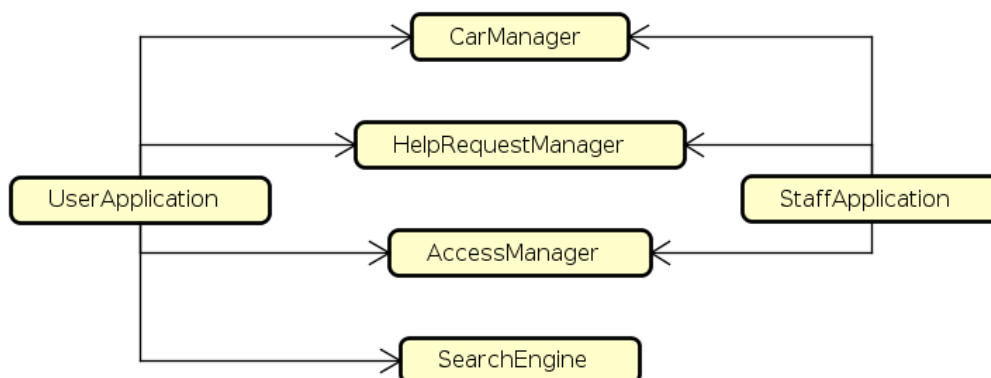 CarManager
HelpRequestManager
UserApplication
StaffApplication
AccessManager
SearchEngine